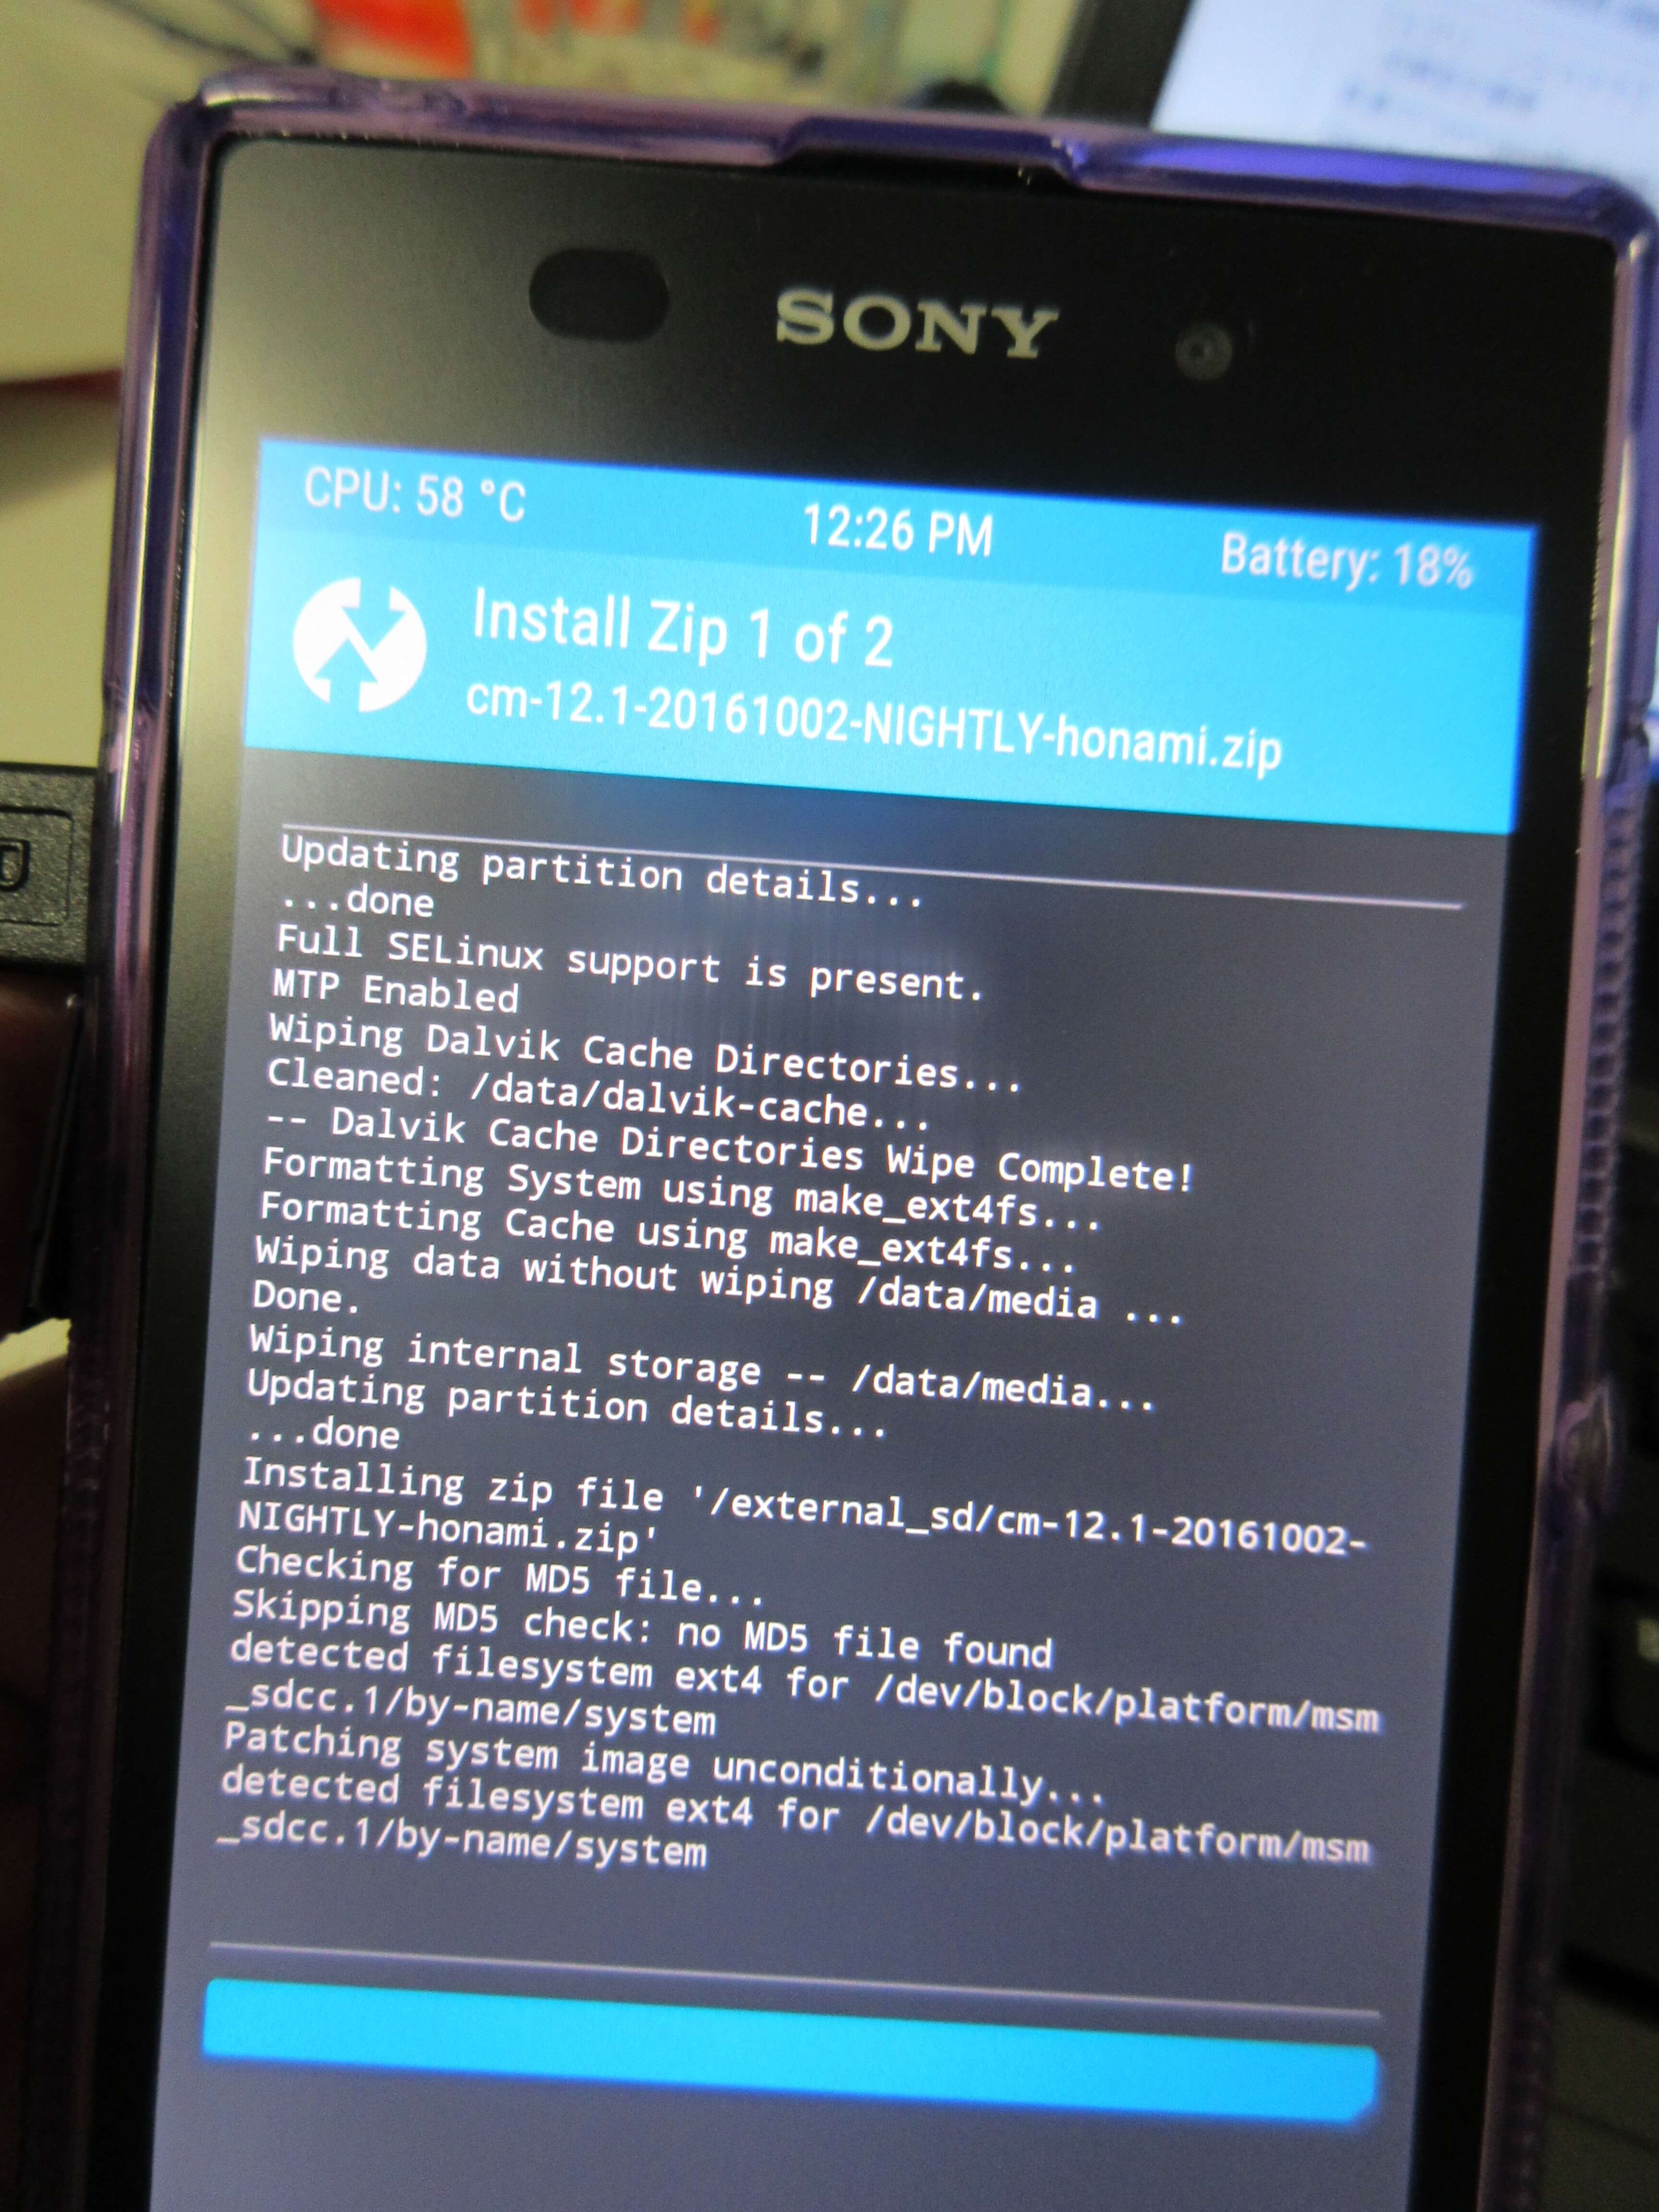 SONY
CPU: 58 °C 12:26 PM Battery: 18%
Install Zip 1 of 2
cm-12.1-20161002-NIGHTLY-honami.zip
Updating partition details...
...done
Full SELinux support is present.
MTP Enabled
Wiping Dalvik Cache Directories...
Cleaned: /data/dalvik-cache...
-- Dalvik Cache Directories Wipe Complete!
Formatting System using make_ext4fs...
Formatting Cache using make_ext4fs...
Wiping data without wiping /data/media ...
Done.
Wiping internal storage -- /data/media...
Updating partition details...
...done
Installing zip file '/external_sd/cm-12.1-20161002-
NIGHTLY-honami.zip'
Checking for MD5 file...
Skipping MD5 check: no MD5 file found
detected filesystem ext4 for /dev/block/platform/msm
_sdcc.1/by-name/system
Patching system image unconditionally...
detected filesystem ext4 for /dev/block/platform/msm
_sdcc.1/by-name/system